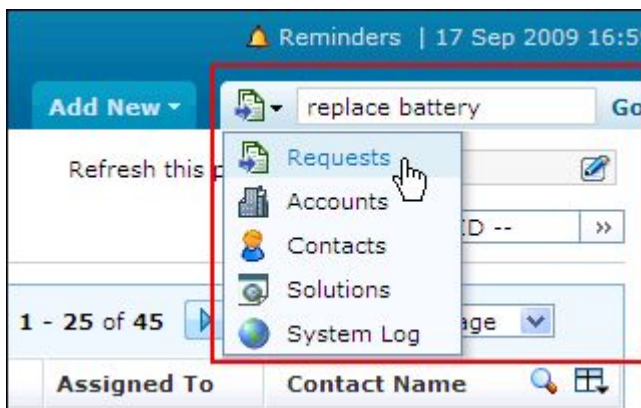 Reminders | 17 Sep 2009 16:5
Add New
replace battery
Go
Refresh this p
Requests
Accounts
Contacts
Solutions
System Log
ID --
»
1 - 25 of 45
age
Assigned To
Contact Name